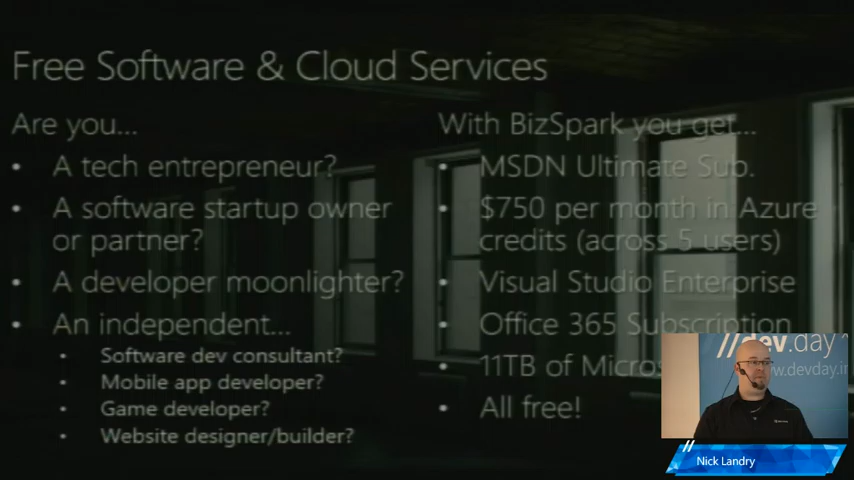 Free Software & Cloud Services
Are you...
• A tech entrepreneur?
• A software startup owner
or partner?
• A developer moonlighter?
• An independent...
• Software dev consultant?
• Mobile app developer?
• Game developer?
• Website designer/builder?
With BizSpark you get...
• MSDN Ultimate Sub.
• $750 per month in Azure
credits (across 5 users)
• Visual Studio Enterprise
• Office 365 Subscription
• 11TB of
• All free!
//dev.day
Nick Landry